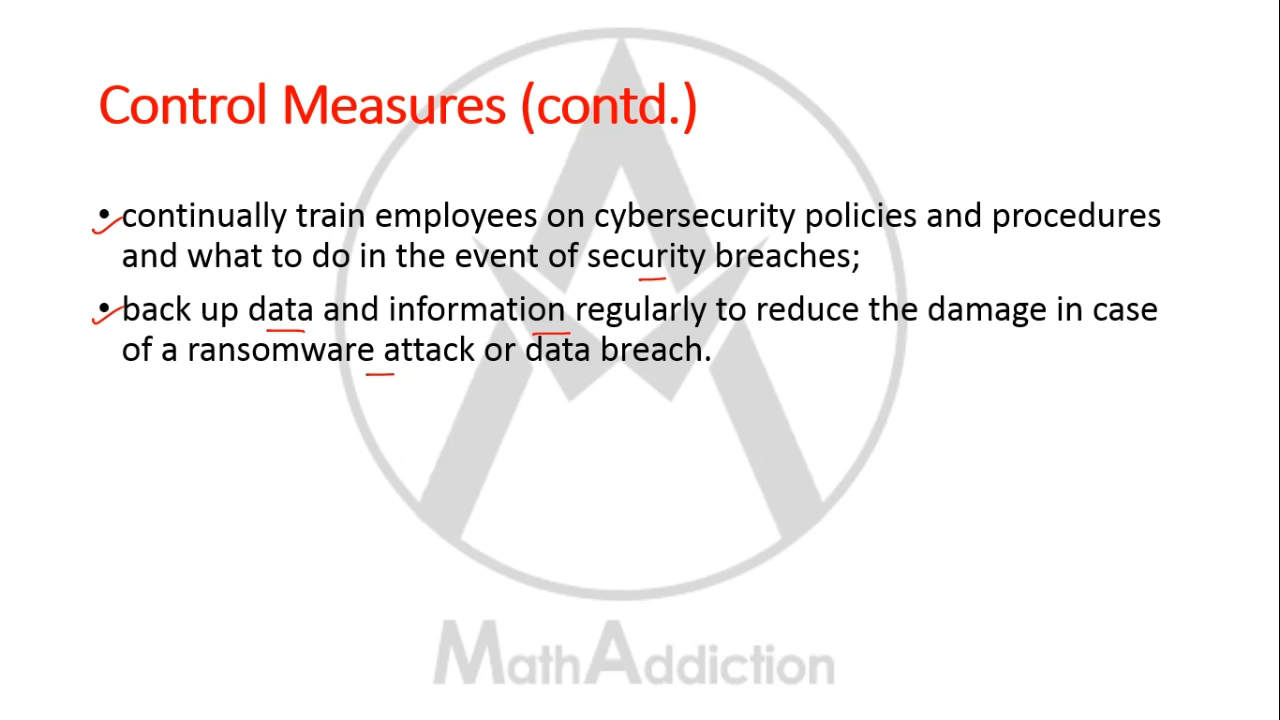 Control Measures (contd.)
• continually train employees on cybersecurity policies and procedures
and what to do in the event of security breaches;
• back up data and information regularly to reduce the damage in case
of a ransomware attack or data breach.
MathAddiction